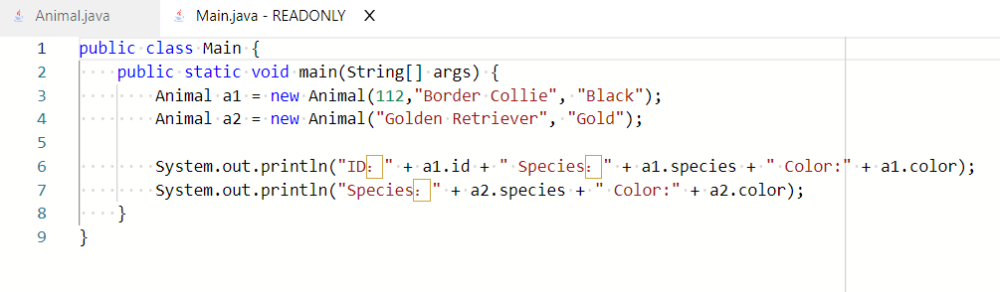 Animal.java Main.java - READONLY X
1 public class Main {
2 public static void main(String[] args) {
3 Animal a1 = new Animal(112,"Border Collie", "Black");
4 Animal a2 = new Animal("Golden Retriever", "Gold");
5
6 System.out.println("ID：" + a1.id + " Species：" + a1.species + " Color:" + a1.color);
7 System.out.println("Species：" + a2.species + " Color:" + a2.color);
8 }
9 }